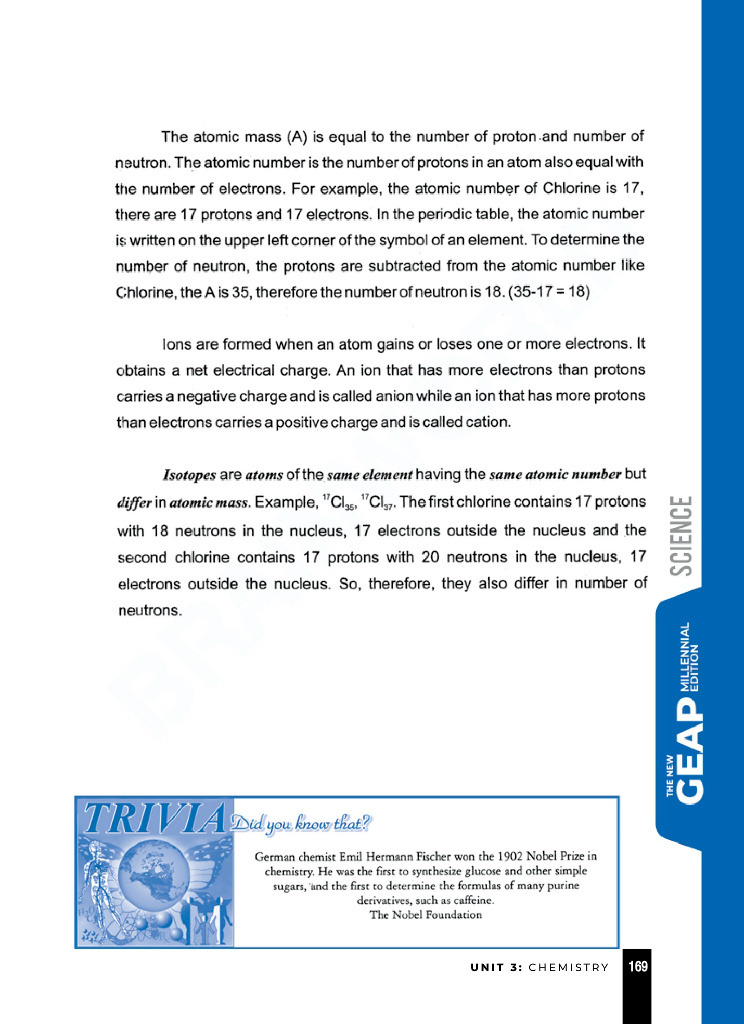 The atomic mass (A) is equal to the number of proton and number of
neutron. The atomic number is the number of protons in an atom also equal with
the number of electrons. For example, the atomic number of Chlorine is 17,
there are 17 protons and 17 electrons. In the periodic table, the atomic number
is written on the upper left corner of the symbol of an element. To determine the
number of neutron, the protons are subtracted from the atomic number like
Chlorine, the A is 35, therefore the number of neutron is 18. (35-17 = 18)
Ions are formed when an atom gains or loses one or more electrons. It
obtains a net electrical charge. An ion that has more electrons than protons
carries a negative charge and is called anion while an ion that has more protons
than electrons carries a positive charge and is called cation.
Isotopes are atoms of the same element having the same atomic number but
differ in atomic mass. Example, ¹⁷Cl₃₅, ¹⁷Cl₃₇. The first chlorine contains 17 protons
with 18 neutrons in the nucleus, 17 electrons outside the nucleus and the
second chlorine contains 17 protons with 20 neutrons in the nucleus, 17
electrons outside the nucleus. So, therefore, they also differ in number of
neutrons.
SCIENCE
THE NEW
GEAP
MILLENNIAL
EDITION
TRIVIA Did you know that?
German chemist Emil Hermann Fischer won the 1902 Nobel Prize in
chemistry. He was the first to synthesize glucose and other simple
sugars, and the first to determine the formulas of many purine
derivatives, such as caffeine.
The Nobel Foundation
UNIT 3: CHEMISTRY 169